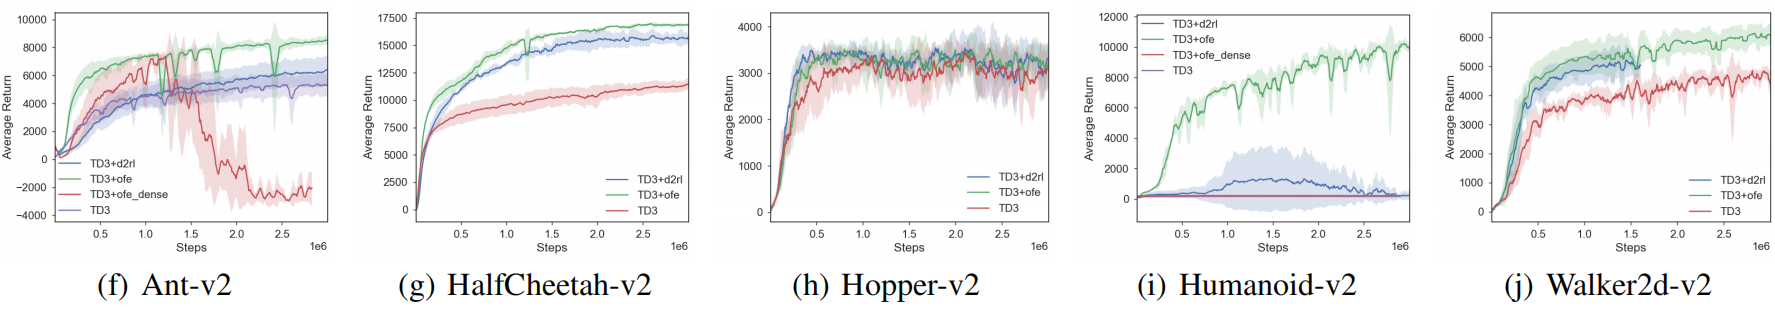 10000
8000
6000
4000
2000
0
−2000
−4000
Average Return
TD3+d2rl
TD3+ofe
TD3+ofe_dense
TD3
0.5 1.0 1.5 2.0 2.5
Steps 1e6
(f) Ant-v2
17500
15000
12500
10000
7500
5000
2500
0
Average Return
TD3+d2rl
TD3+ofe
TD3
0.5 1.0 1.5 2.0 2.5
Steps 1e6
(g) HalfCheetah-v2
4000
3000
2000
1000
0
Average Return
TD3+d2rl
TD3+ofe
TD3
0.5 1.0 1.5 2.0 2.5
Steps 1e6
(h) Hopper-v2
12000
10000
8000
6000
4000
2000
0
Average Return
TD3+d2rl
TD3+ofe
TD3+ofe_dense
TD3
0.5 1.0 1.5 2.0 2.5
Steps 1e6
(i) Humanoid-v2
6000
5000
4000
3000
2000
1000
0
Average Return
TD3+d2rl
TD3+ofe
TD3
0.5 1.0 1.5 2.0 2.5
Steps 1e6
(j) Walker2d-v2